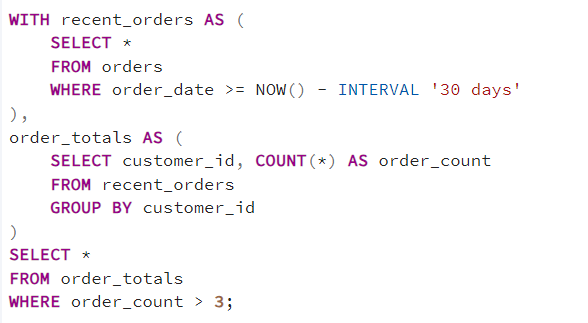 WITH recent_orders AS (
    SELECT *
    FROM orders
    WHERE order_date >= NOW() - INTERVAL '30 days'
),
order_totals AS (
    SELECT customer_id, COUNT(*) AS order_count
    FROM recent_orders
    GROUP BY customer_id
)
SELECT *
FROM order_totals
WHERE order_count > 3;